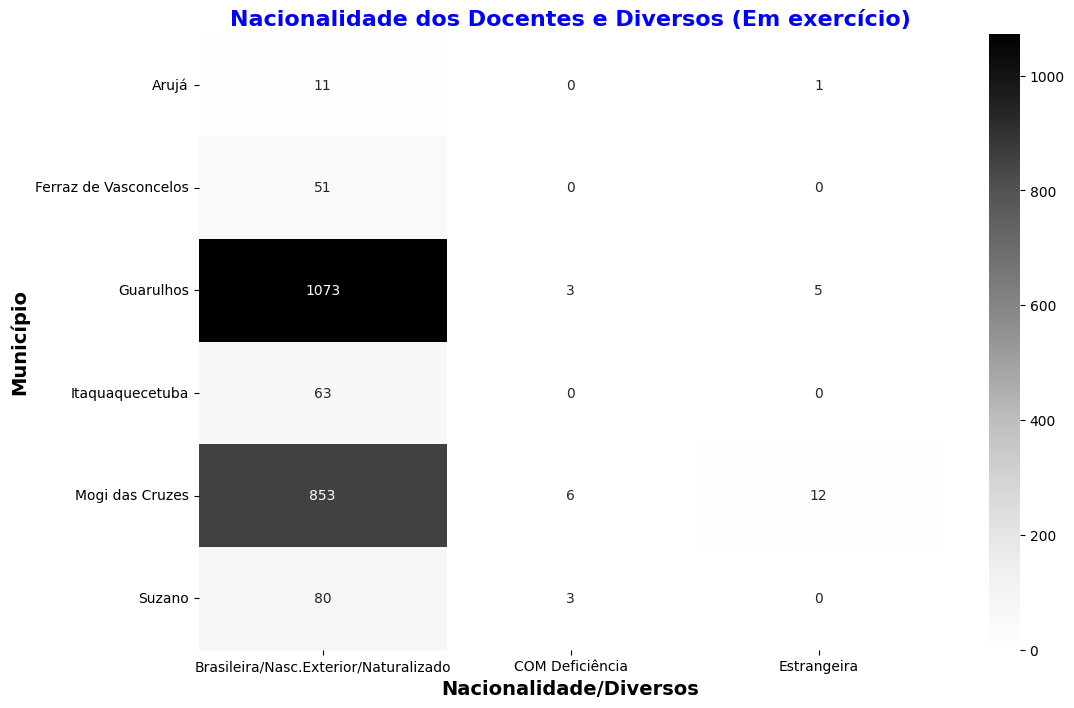 Nacionalidade dos Docentes e Diversos (Em exercício)
Município
Arujá 11 0 1
Ferraz de Vasconcelos 51 0 0
Guarulhos 1073 3 5
Itaquaquecetuba 63 0 0
Mogi das Cruzes 853 6 12
Suzano 80 3 0
Brasileira/Nasc.Exterior/Naturalizado COM Deficiência Estrangeira
Nacionalidade/Diversos
1000
800
600
400
200
0